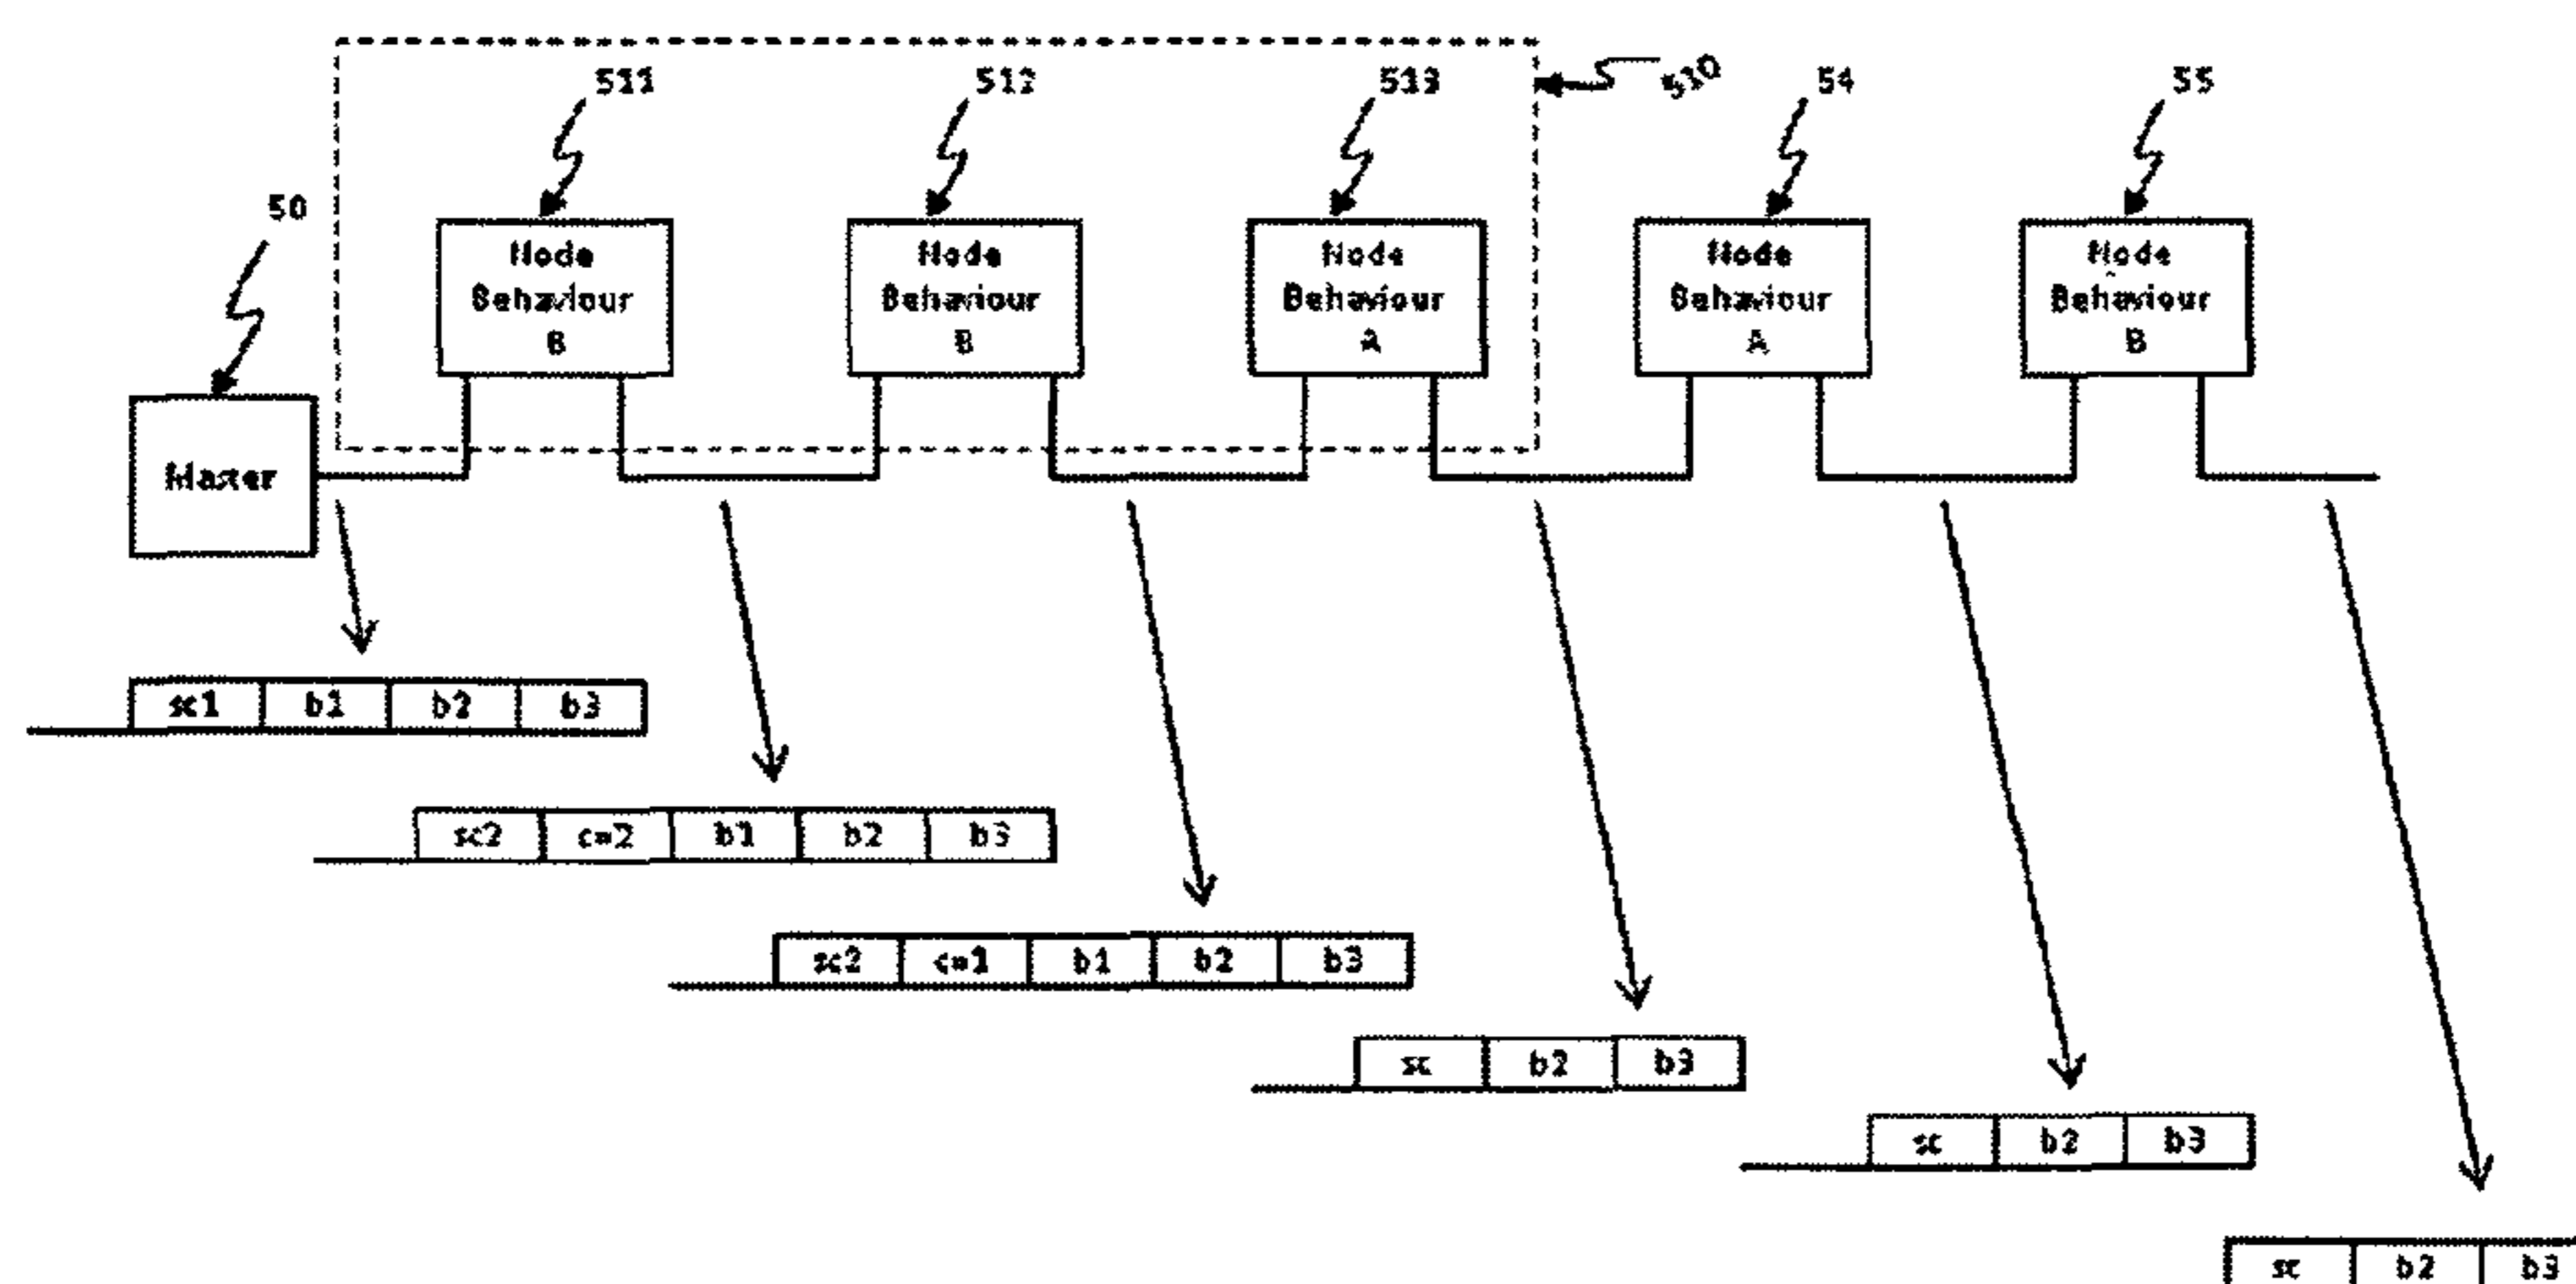 511
512
513
510
54
55
50
Node
Behaviour
B
Node
Behaviour
B
Node
Behaviour
A
Node
Behaviour
A
Node
Behaviour
B
Master
sc1 b1 b2 b3
sc2 c=2 b1 b2 b3
sc2 c=1 b1 b2 b3
sc b2 b3
sc b2 b3
sc b2 b3